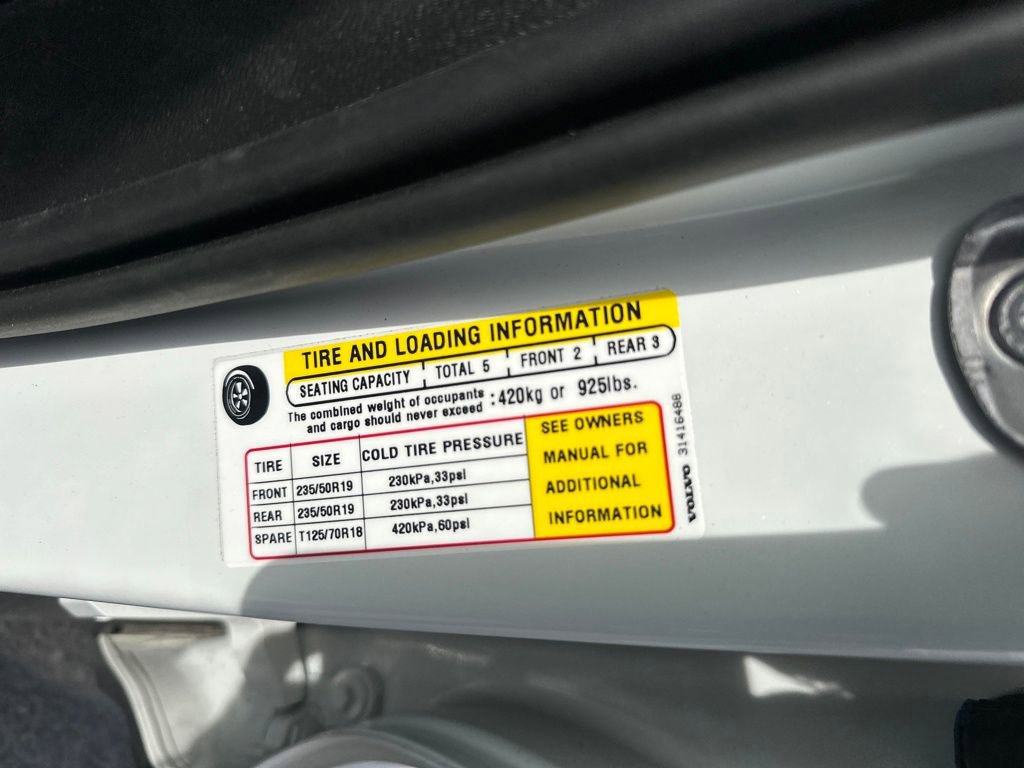 TIRE AND LOADING INFORMATION
SEATING CAPACITY TOTAL 5 FRONT 2 REAR 3
The combined weight of occupants
and cargo should never exceed :420kg or 925lbs.
TIRE SIZE COLD TIRE PRESSURE
FRONT 235/50R19 230kPa,33psi
REAR 235/50R19 230kPa,33psi
SPARE T125/70R18 420kPa,60psi
SEE OWNERS
MANUAL FOR
ADDITIONAL
INFORMATION
VOLVO 31416488